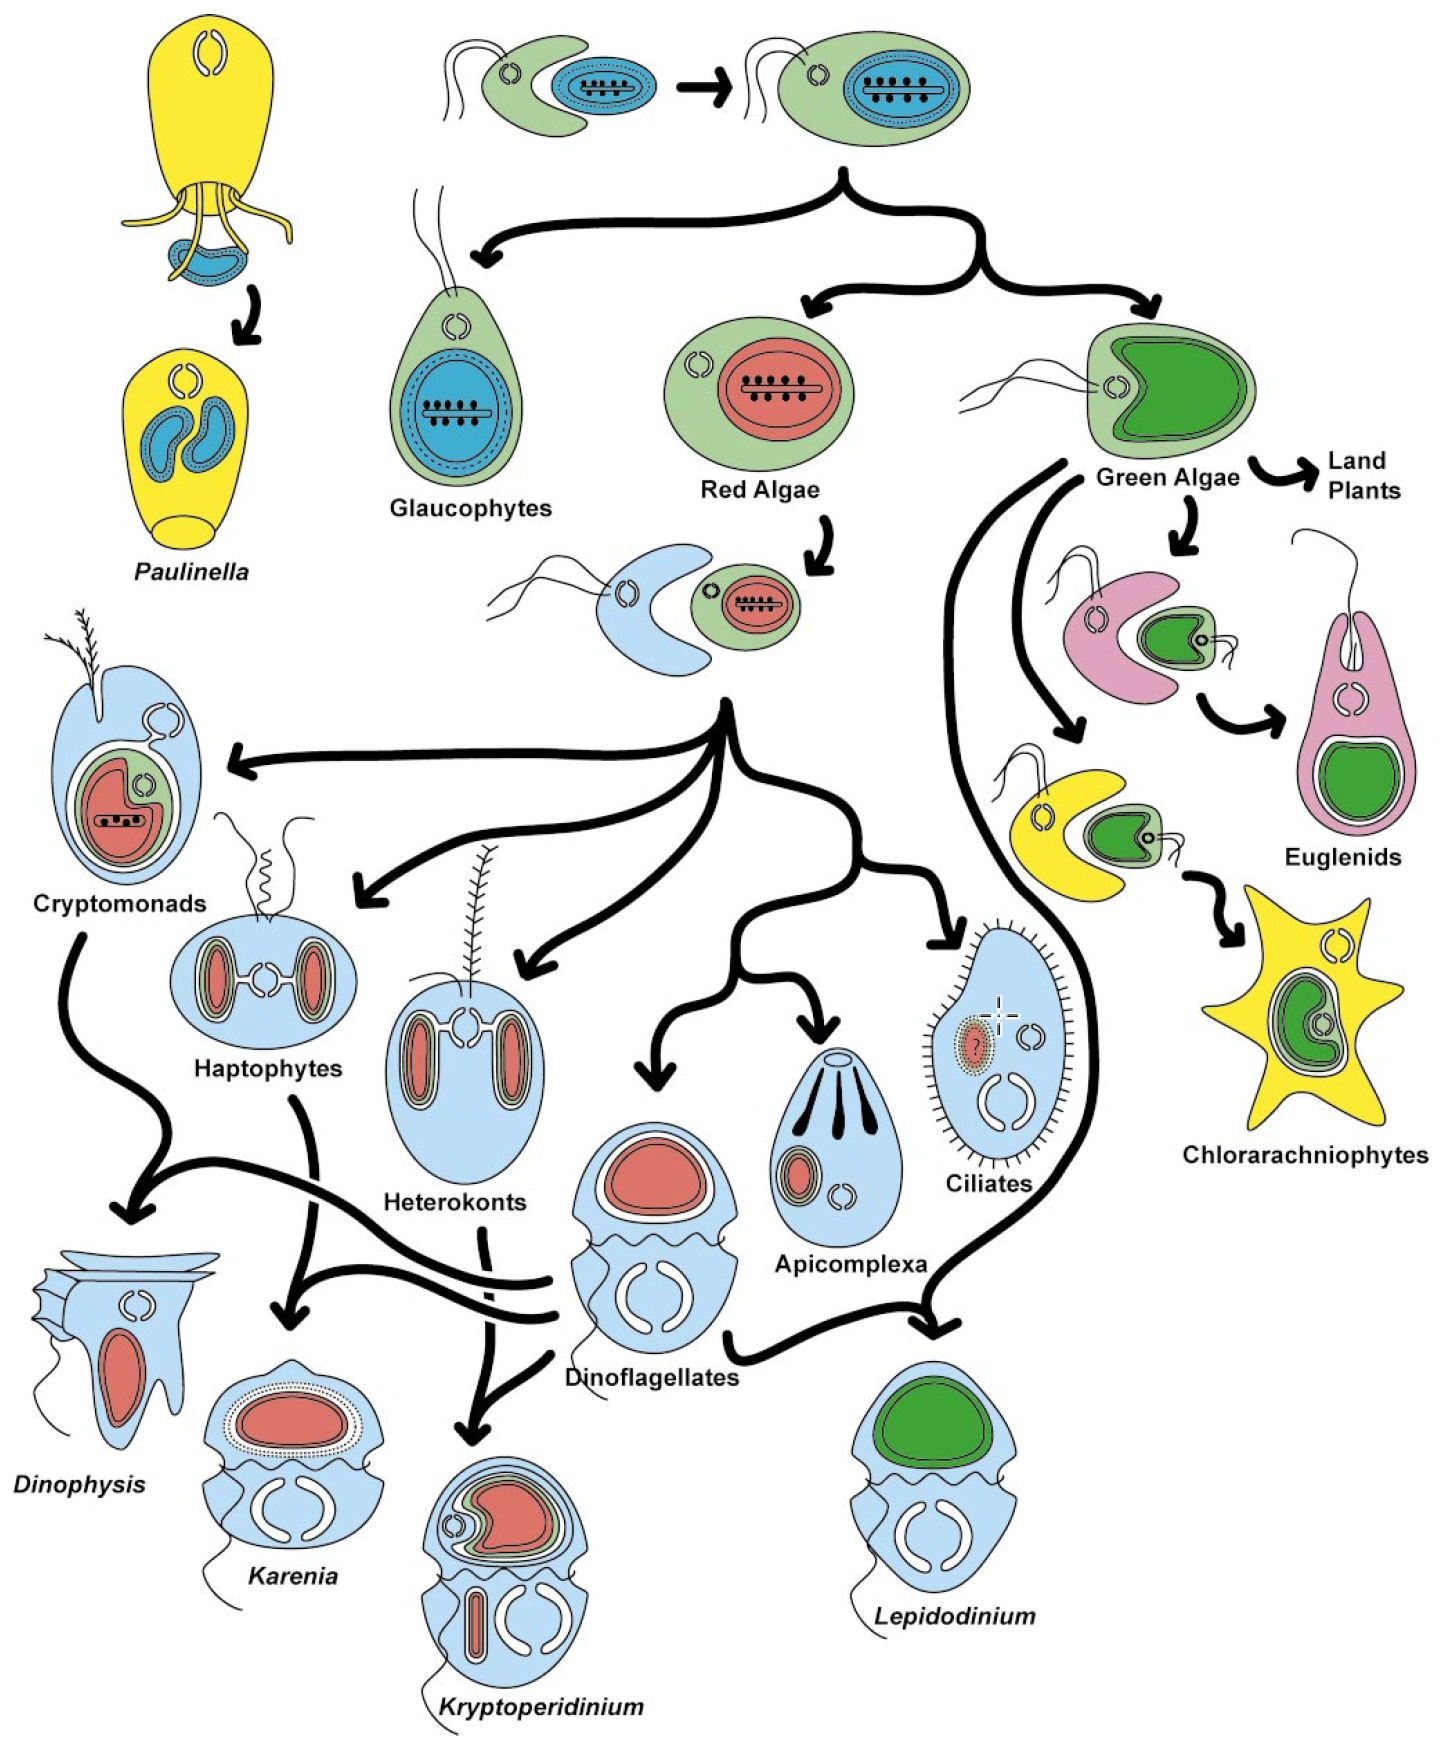 Glaucophytes
Red Algae
Green Algae
Land
Plants
Paulinella
Euglenids
Cryptomonads
Haptophytes
Heterokonts
Ciliates
?
Chlorarachniophytes
Apicomplexa
Dinoflagellates
Dinophysis
Karenia
Kryptoperidinium
Lepidodinium